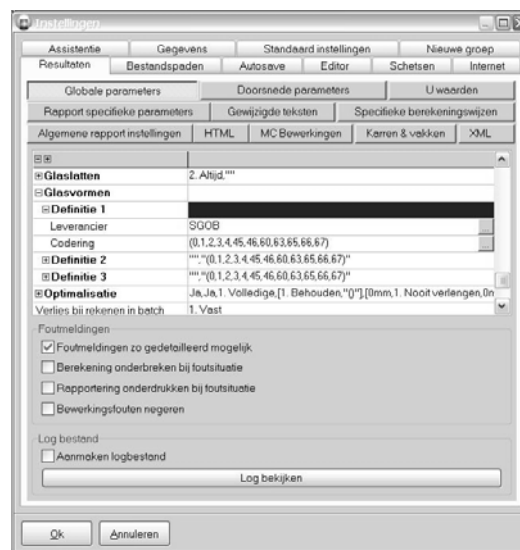 Instellingen
Assistentie Gegevens Standaard instellingen Nieuwe groep
Resultaten Bestandspaden Autosave Editor Schetsen Internet
Globale parameters Doorsnede parameters U waarden
Rapport specifieke parameters Gewijzigde teksten Specifieke berekeningswijzen
Algemene rapport instellingen HTML MC Bewerkingen Karren & vakken XML
Glaslatten 2. Altijd,""
Glasvormen
Definitie 1
Leverancier SGOB ...
Codering (0,1,2,3,4,45,46,60,63,65,66,67) ...
Definitie 2 "","(0,1,2,3,4,45,46,60,63,65,66,67)"
Definitie 3 "","(0,1,2,3,4,45,46,60,63,65,66,67)"
Optimalisatie Ja,Ja,1. Volledige,[1. Behouden,"()"],[0mm,1. Nooit verlengen,0n
Verlies bij rekenen in batch 1. Vast
Foutmeldingen
Foutmeldingen zo gedetailleerd mogelijk
Berekening onderbreken bij foutsituatie
Rapportering onderdrukken bij foutsituatie
Bewerkingsfouten negeren
Log bestand
Aanmaken logbestand
Log bekijken
Ok Annuleren